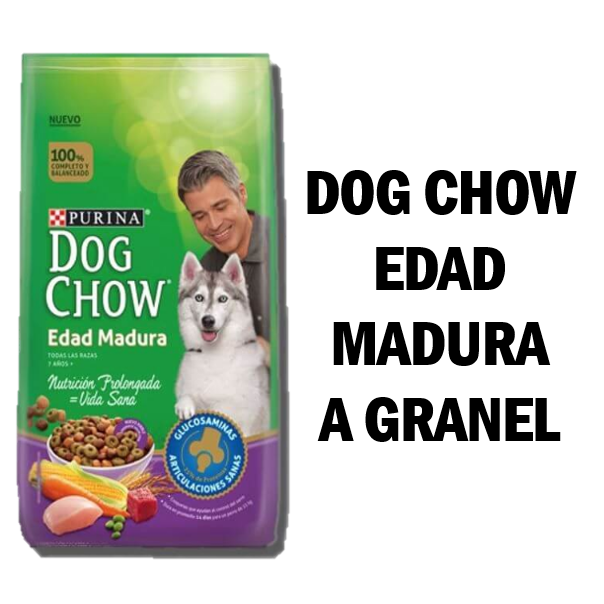 NUEVO
100%
COMPLETO Y
BALANCEADO
PURINA
DOG
CHOW
Edad Madura
TODAS LAS RAZAS
7 AÑOS +
Nutrición Prolongada
= Vida Sana
GLUCOSAMINAS
ARTICULACIONES SANAS
DOG CHOW
EDAD
MADURA
A GRANEL